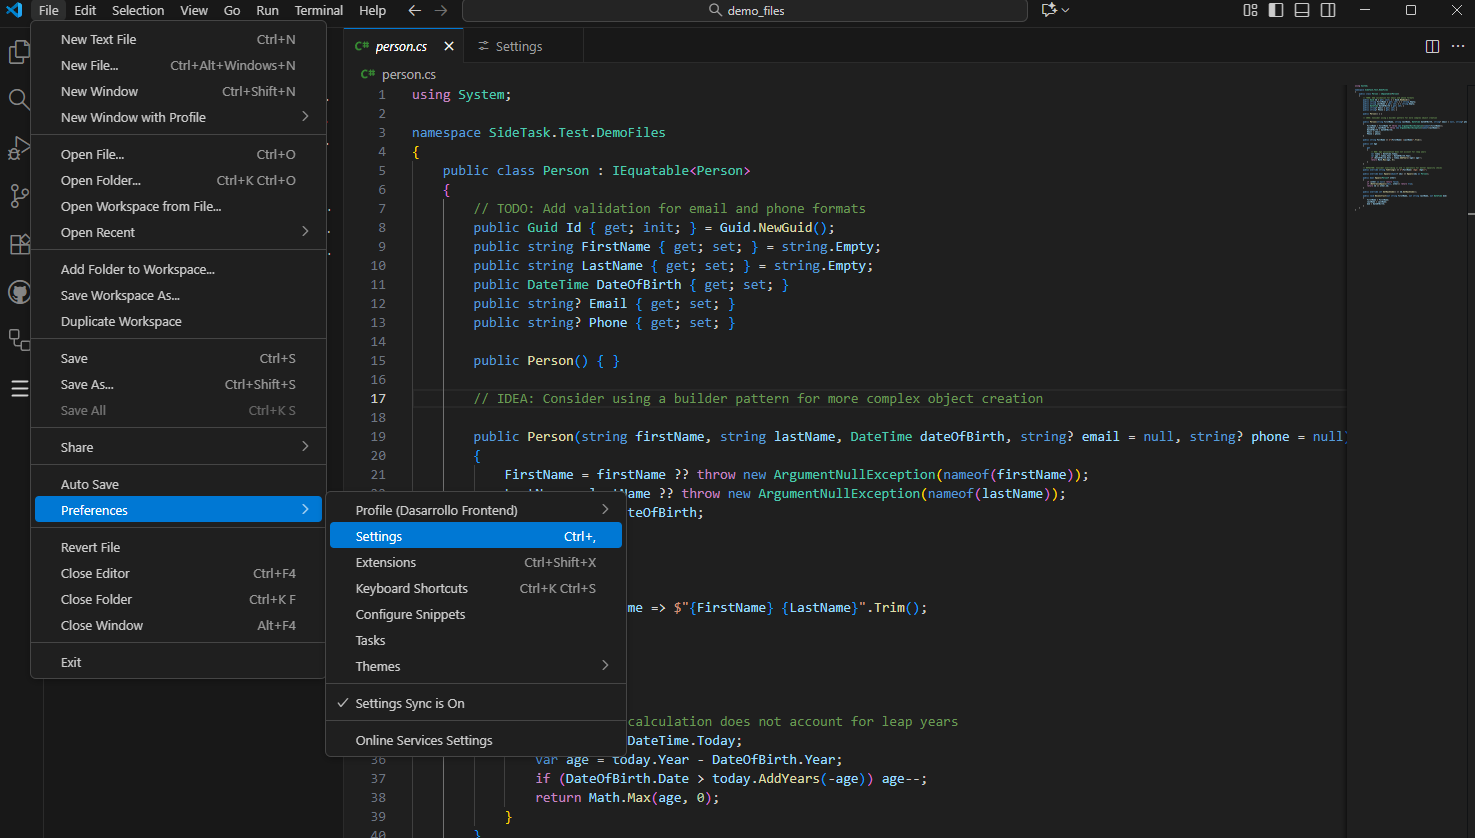 File Edit Selection View Go Run Terminal Help
demo_files
New Text File Ctrl+N
New File... Ctrl+Alt+Windows+N
New Window Ctrl+Shift+N
New Window with Profile
Open File... Ctrl+O
Open Folder... Ctrl+K Ctrl+O
Open Workspace from File...
Open Recent
Add Folder to Workspace...
Save Workspace As...
Duplicate Workspace
Save Ctrl+S
Save As... Ctrl+Shift+S
Save All Ctrl+K S
Share
Auto Save
Preferences
Revert File
Close Editor Ctrl+F4
Close Folder Ctrl+K F
Close Window Alt+F4
Exit
Profile (Dasarrollo Frontend)
Settings Ctrl+,
Extensions Ctrl+Shift+X
Keyboard Shortcuts Ctrl+K Ctrl+S
Configure Snippets
Tasks
Themes
Settings Sync is On
Online Services Settings
C# person.cs Settings
C# person.cs
1 using System;
2
3 namespace SideTask.Test.DemoFiles
4 {
5 public class Person : IEquatable<Person>
6 {
7 // TODO: Add validation for email and phone formats
8 public Guid Id { get; init; } = Guid.NewGuid();
9 public string FirstName { get; set; } = string.Empty;
10 public string LastName { get; set; } = string.Empty;
11 public DateTime DateOfBirth { get; set; }
12 public string? Email { get; set; }
13 public string? Phone { get; set; }
14
15 public Person() { }
16
17 // IDEA: Consider using a builder pattern for more complex object creation
18
19 public Person(string firstName, string lastName, DateTime dateOfBirth, string? email = null, string? phone = null)
20 {
21 FirstName = firstName ?? throw new ArgumentNullException(nameof(firstName));
Name ?? throw new ArgumentNullException(nameof(lastName));
teOfBirth;
me => $"{FirstName} {LastName}".Trim();
calculation does not account for leap years
DateTime.Today;
36 var age = today.Year - DateOfBirth.Year;
37 if (DateOfBirth.Date > today.AddYears(-age)) age--;
38 return Math.Max(age, 0);
39 }
40 }